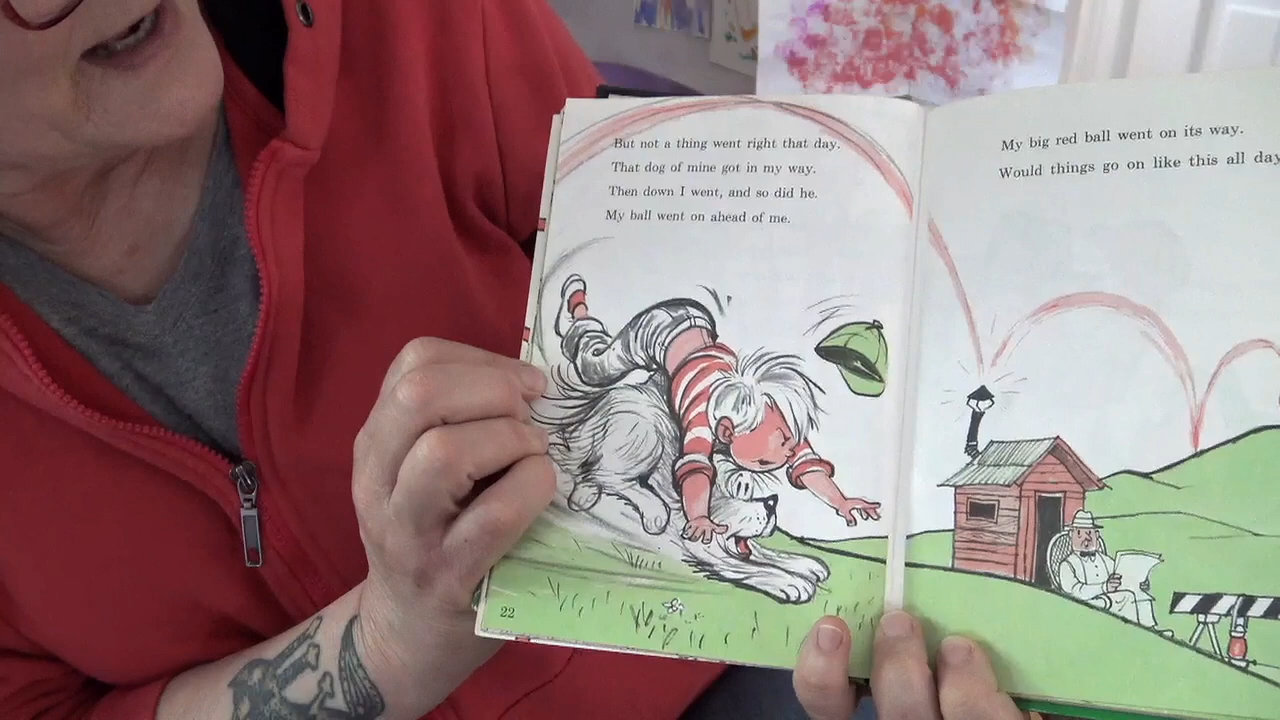 But not a thing went right that day.
That dog of mine got in my way.
Then down I went, and so did he.
My ball went on ahead of me.
22
My big red ball went on its way.
Would things go on like this all day